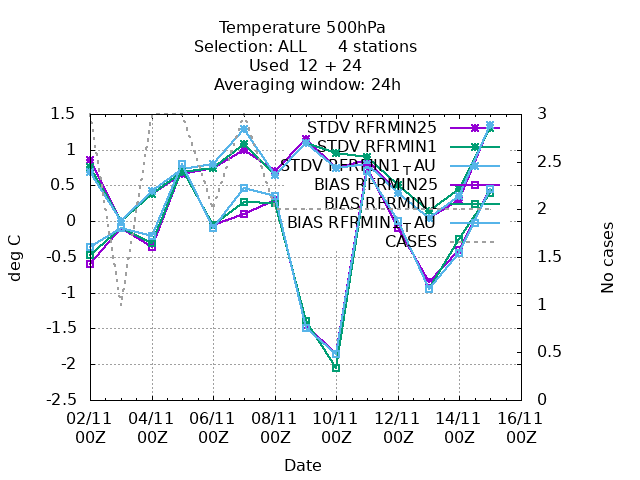 Temperature 500hPa
Selection: ALL 4 stations
Used 12 + 24
Averaging window: 24h
1.5
1
0.5
0
-0.5
-1
-1.5
-2
-2.5
deg C
3
2.5
2
1.5
1
0.5
0
No cases
STDV RFRMIN25
STDV RFRMIN1
STDV RFRMIN1_AU
BIAS RFRMIN25
BIAS RFRMIN1
BIAS RFRMIN1_AU
CASES
02/11 04/11 06/11 08/11 10/11 12/11 14/11 16/11
00Z 00Z 00Z 00Z 00Z 00Z 00Z 00Z
Date